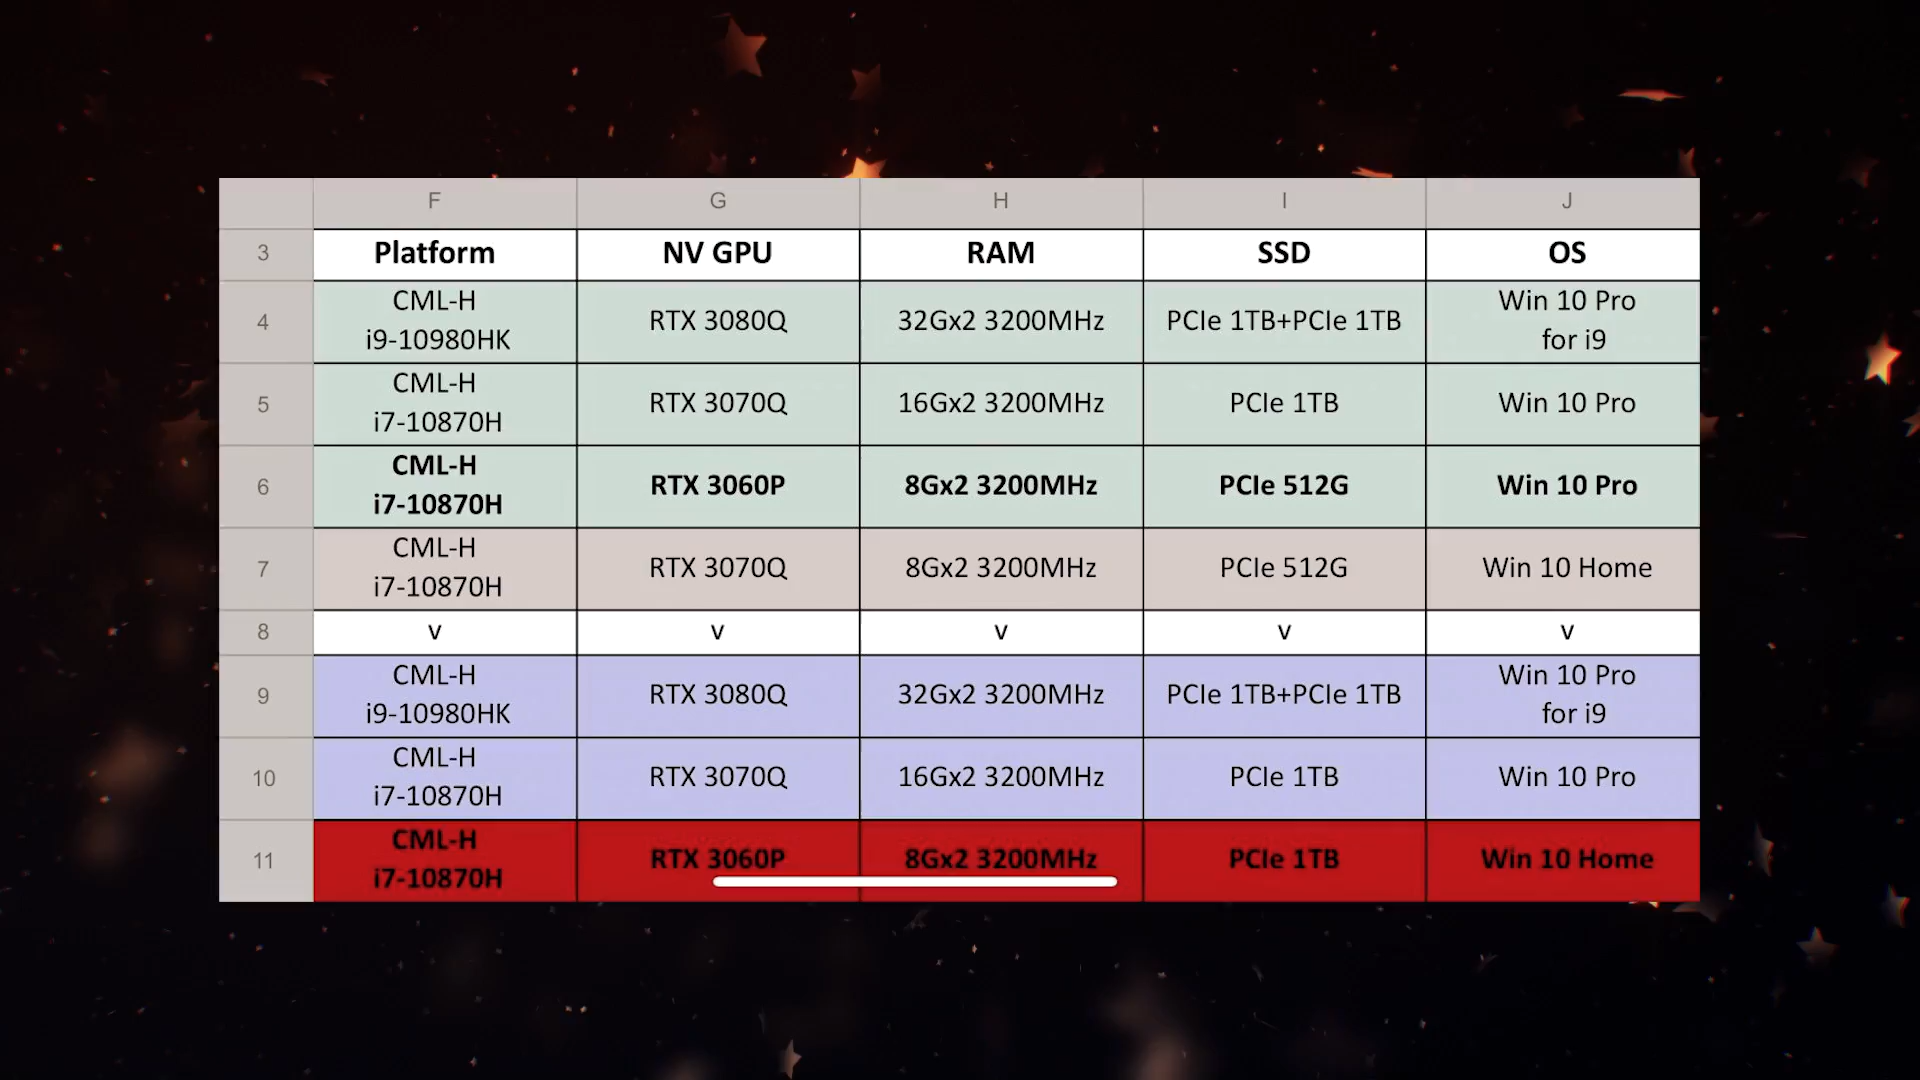 F G H I J
3 Platform NV GPU RAM SSD OS
4 CML-H i9-10980HK RTX 3080Q 32Gx2 3200MHz PCIe 1TB+PCIe 1TB Win 10 Pro for i9
5 CML-H i7-10870H RTX 3070Q 16Gx2 3200MHz PCIe 1TB Win 10 Pro
6 CML-H i7-10870H RTX 3060P 8Gx2 3200MHz PCIe 512G Win 10 Pro
7 CML-H i7-10870H RTX 3070Q 8Gx2 3200MHz PCIe 512G Win 10 Home
8 v v v v v
9 CML-H i9-10980HK RTX 3080Q 32Gx2 3200MHz PCIe 1TB+PCIe 1TB Win 10 Pro for i9
10 CML-H i7-10870H RTX 3070Q 16Gx2 3200MHz PCIe 1TB Win 10 Pro
11 CML-H i7-10870H RTX 3060P 8Gx2 3200MHz PCIe 1TB Win 10 Home